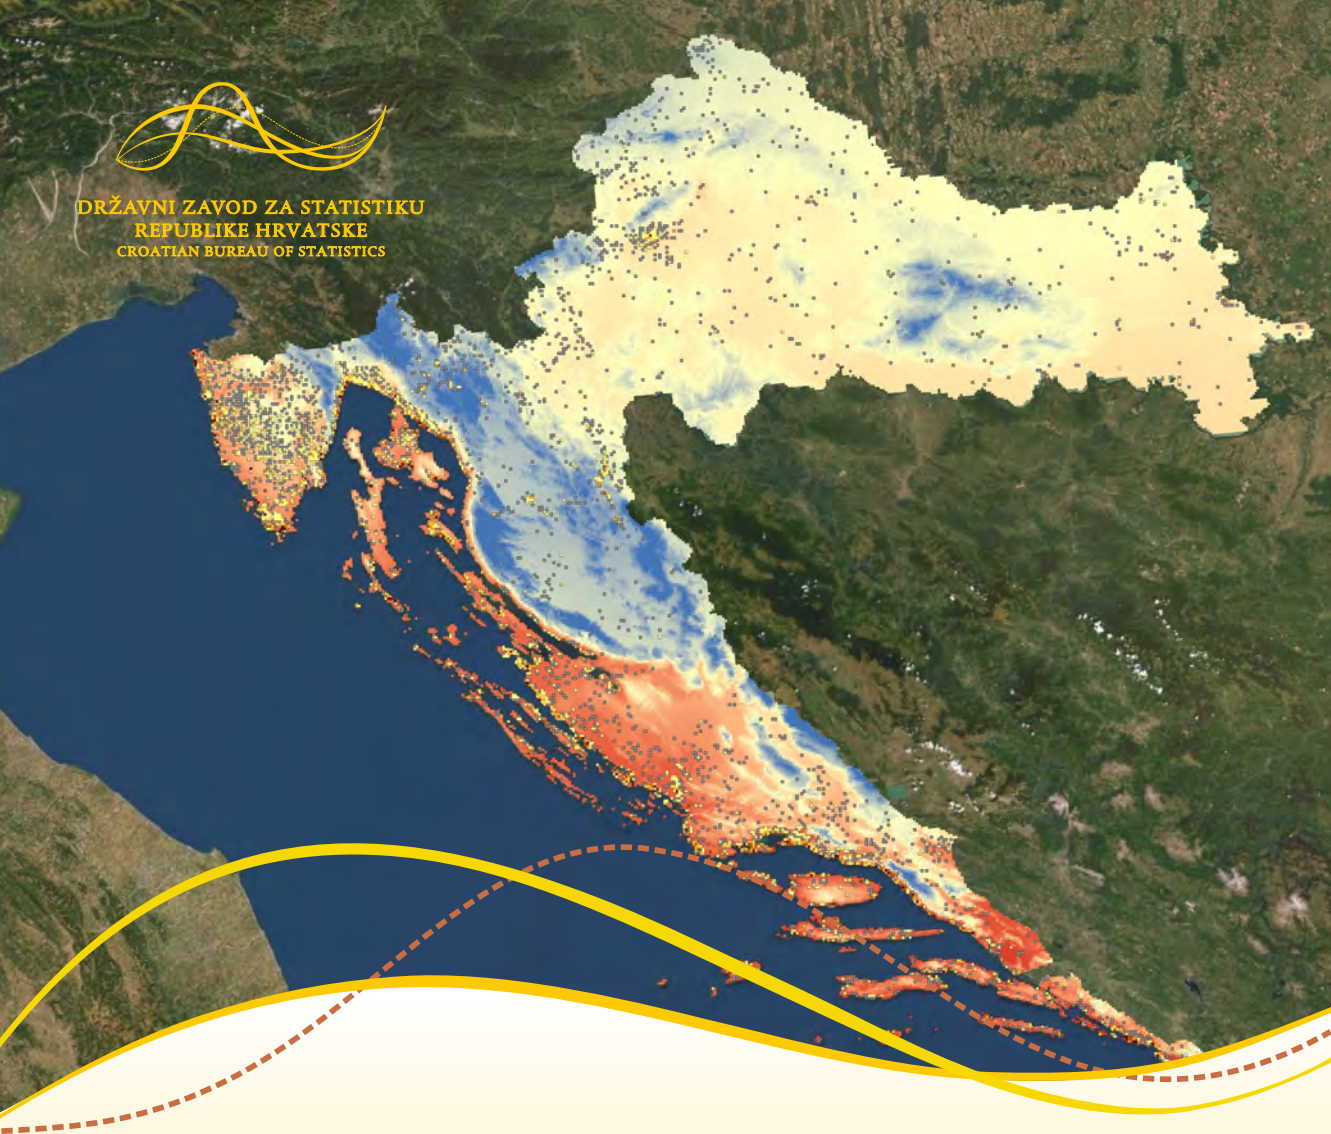 DRŽAVNI ZAVOD ZA STATISTIKU
REPUBLIKE HRVATSKE
CROATIAN BUREAU OF STATISTICS